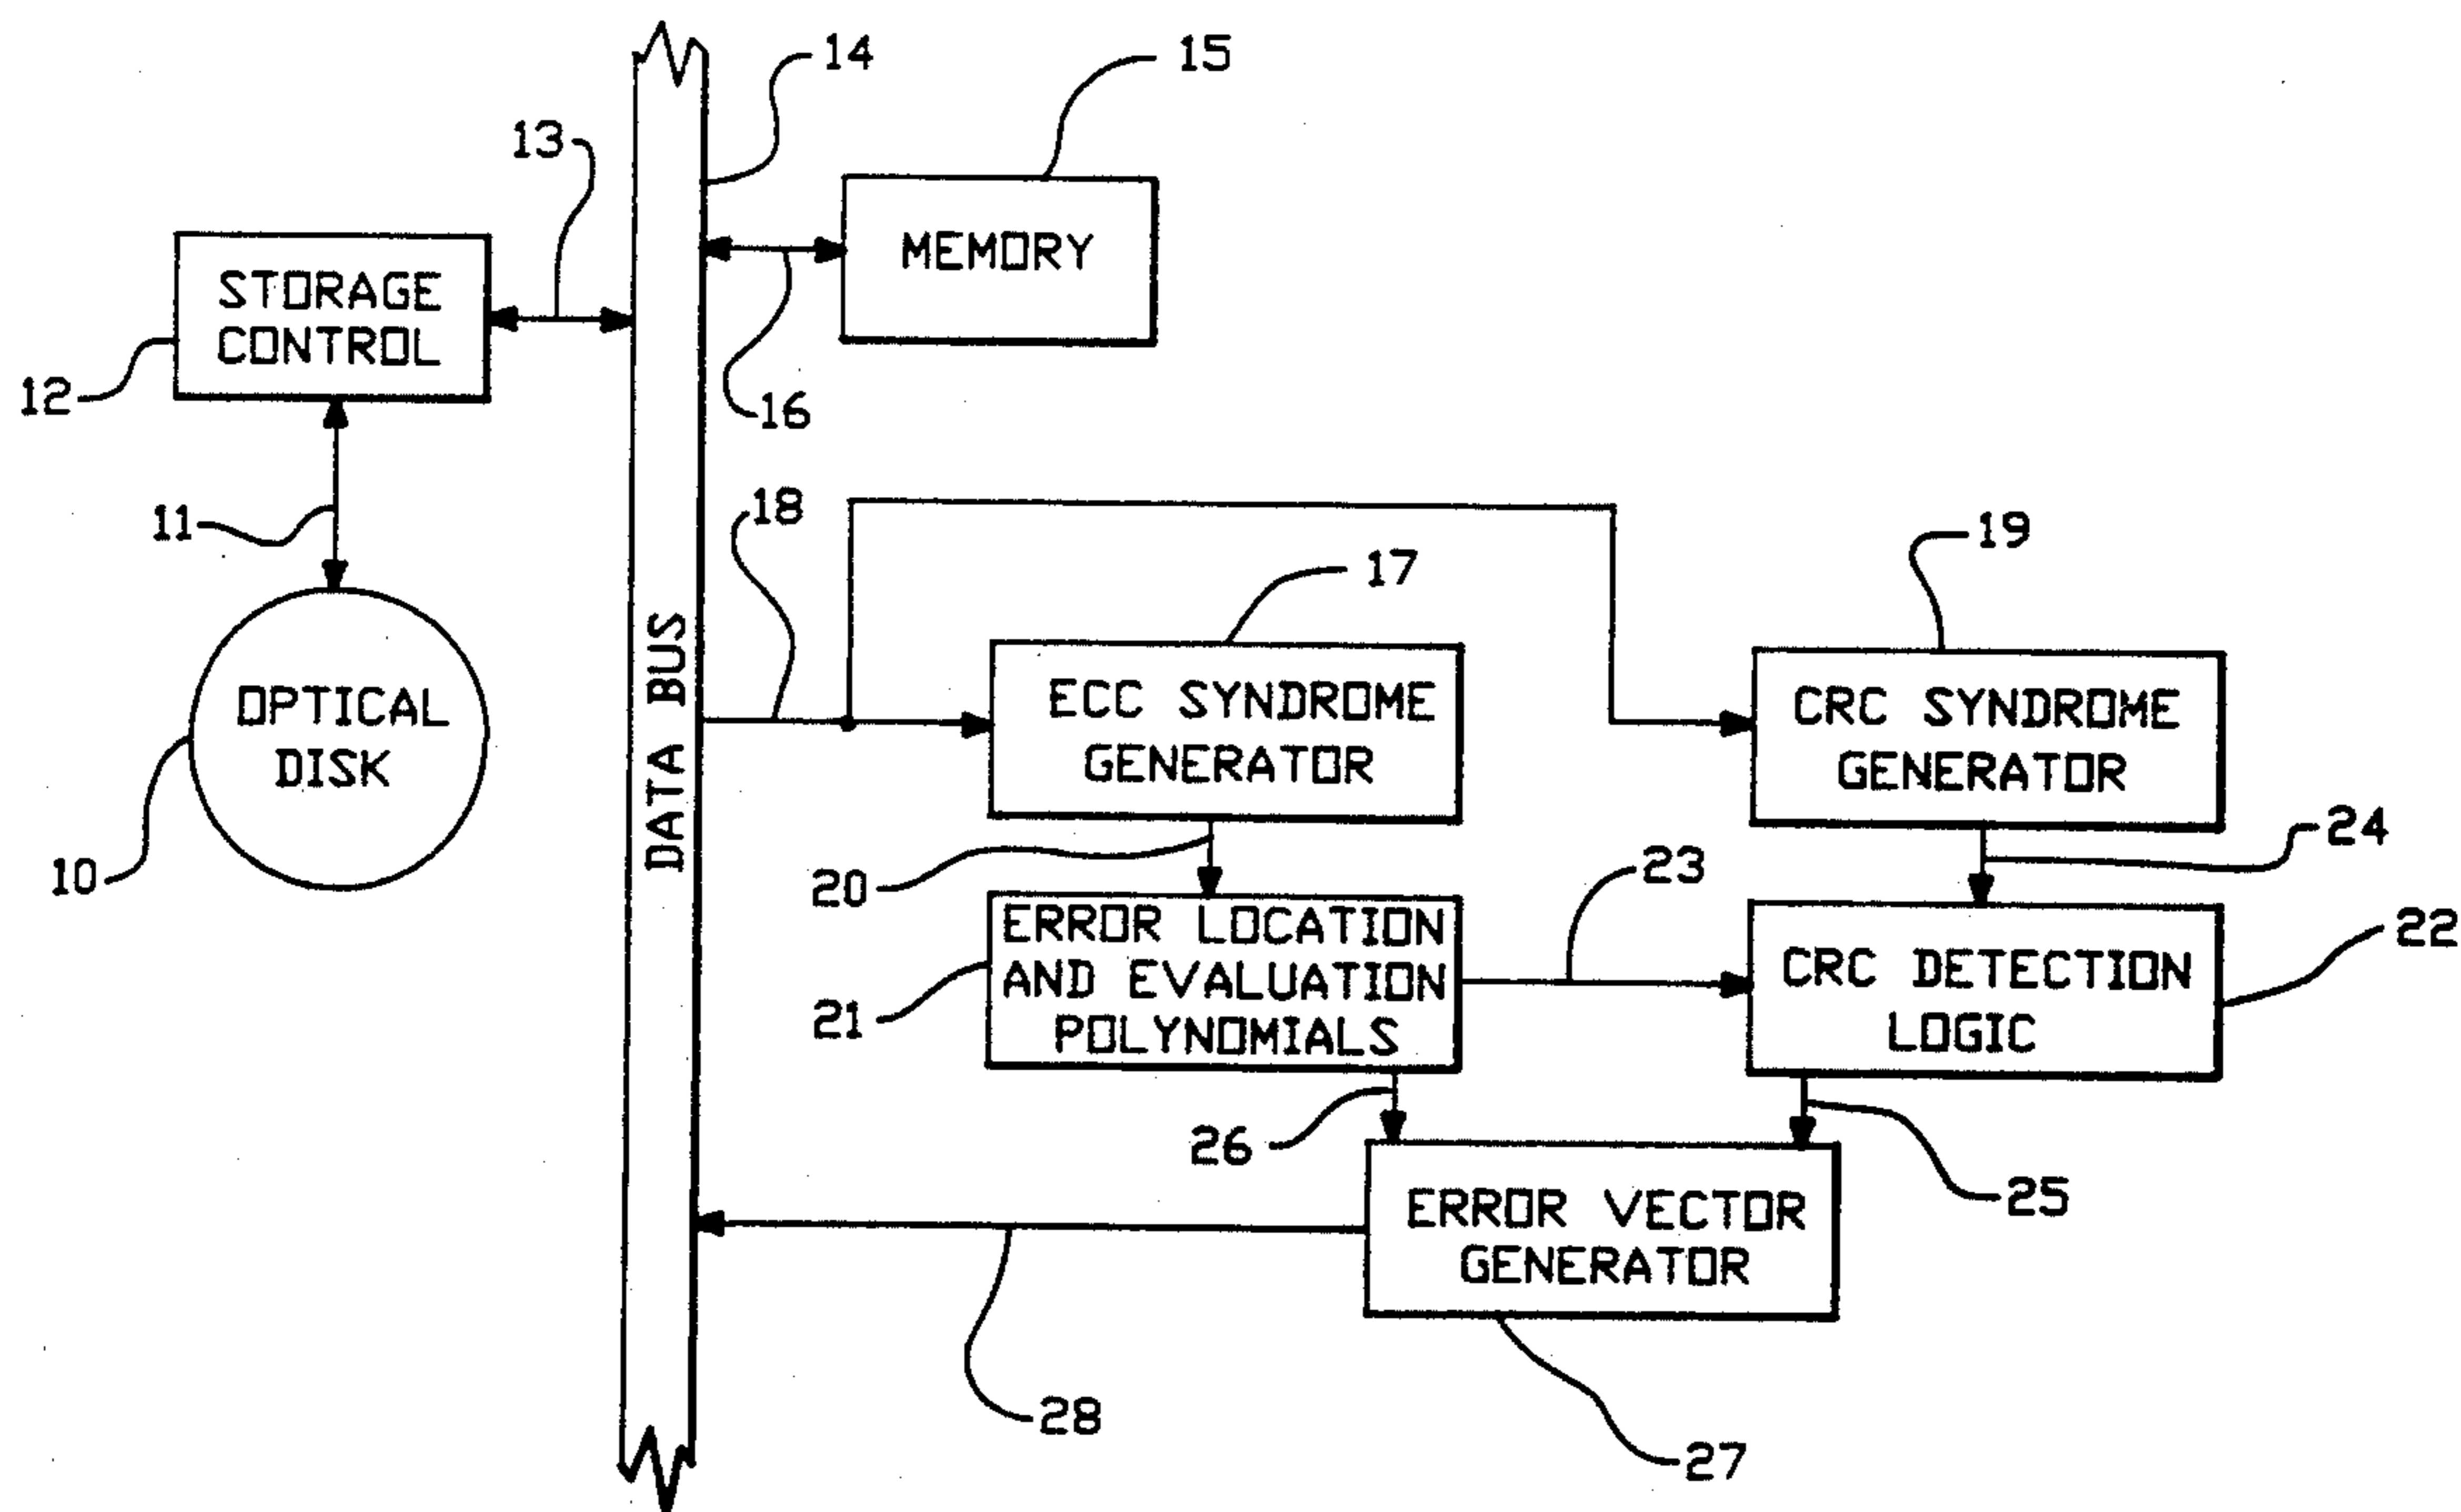 14
15
13
MEMORY
STORAGE
CONTROL
12
16
18
11
19
17
DATA BUS
ECC SYNDROME
GENERATOR
CRC SYNDROME
GENERATOR
OPTICAL
DISK
10
24
20
23
ERROR LOCATION
AND EVALUATION
POLYNOMIALS
21
22
CRC DETECTION
LOGIC
26
25
ERROR VECTOR
GENERATOR
28
27